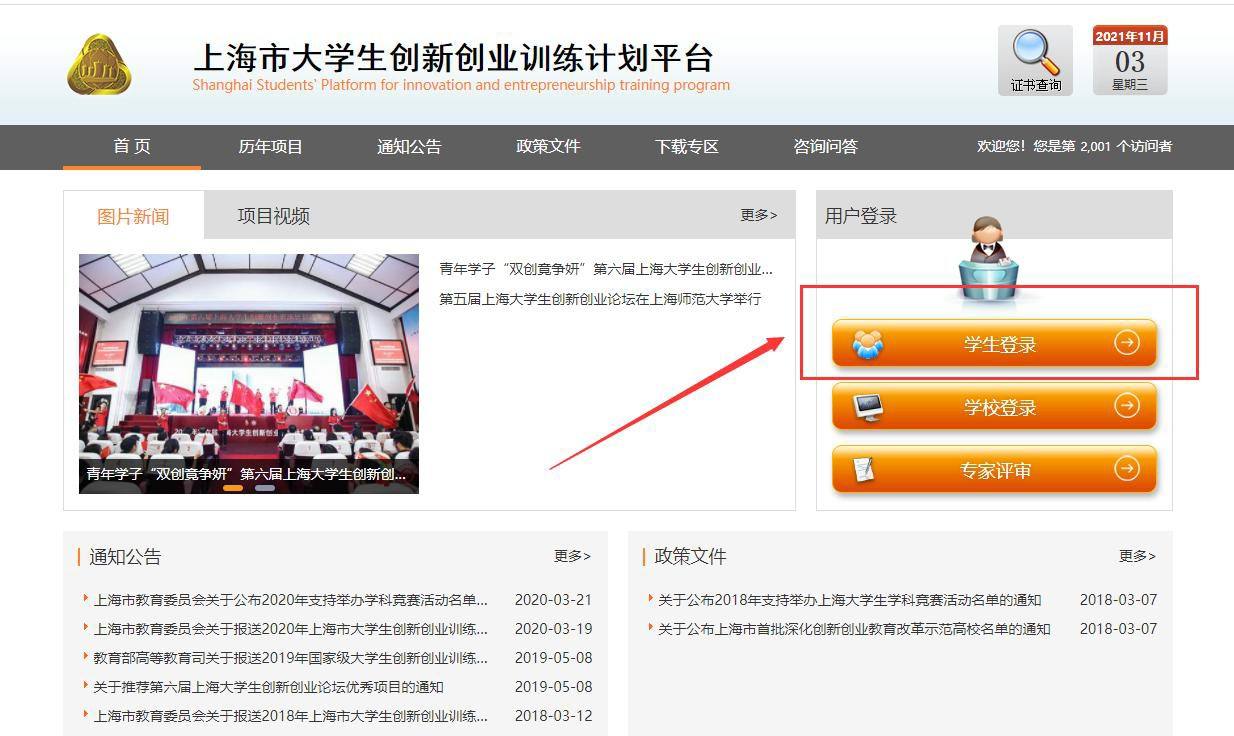 上海市大学生创新创业训练计划平台
Shanghai Students' Platform for innovation and entrepreneurship training program
证书查询
2021年11月
03
星期三
首 页
历年项目
通知公告
政策文件
下载专区
咨询问答
欢迎您！您是第 2,001 个访问者
图片新闻
项目视频
更多>
用户登录
青年学子“双创竟争妍”第六届上海大学生创新创业...
第五届上海大学生创新创业论坛在上海师范大学举行
青年学子“双创竟争妍”第六届上海大学生创新创...
学生登录
学校登录
专家评审
通知公告
更多>
上海市教育委员会关于公布2020年支持举办学科竟赛活动名单... 2020-03-21
上海市教育委员会关于报送2020年上海市大学生创新创业训练... 2020-03-19
教育部高等教育司关于报送2019年国家级大学生创新创业训练... 2019-05-08
关于推荐第六届上海大学生创新创业论坛优秀项目的通知 2019-05-08
上海市教育委员会关于报送2018年上海市大学生创新创业训练... 2018-03-12
政策文件
更多>
关于公布2018年支持举办上海大学生学科竞赛活动名单的通知 2018-03-07
关于公布上海市首批深化创新创业教育改革示范高校名单的通知 2018-03-07